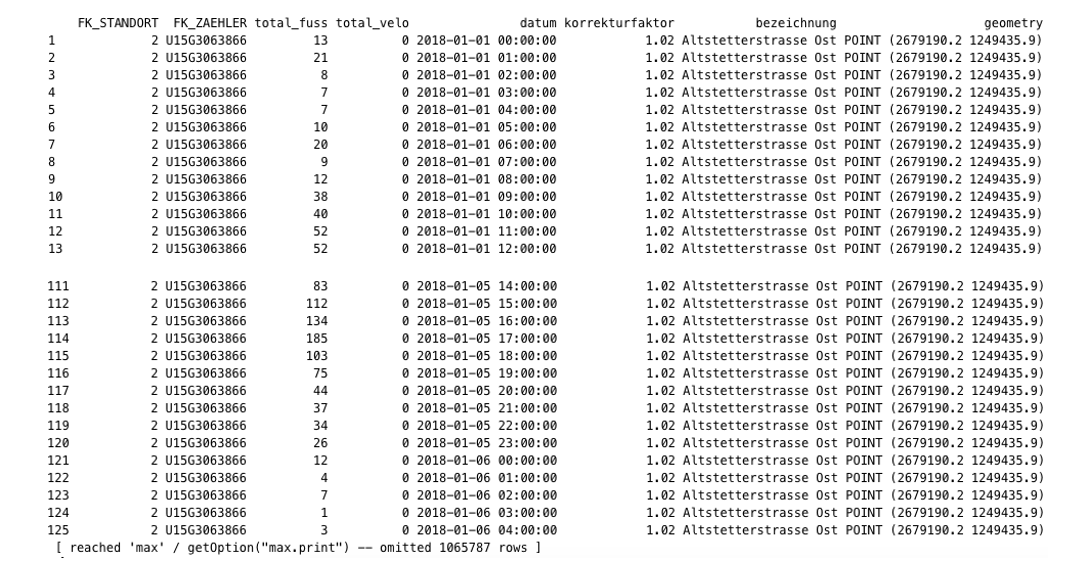 FK_STANDORT FK_ZAEHLER total_fuss total_velo datum korrekturfaktor bezeichnung geometry
1 2 U15G3063866 13 0 2018-01-01 00:00:00 1.02 Altstetterstrasse Ost POINT (2679190.2 1249435.9)
2 2 U15G3063866 21 0 2018-01-01 01:00:00 1.02 Altstetterstrasse Ost POINT (2679190.2 1249435.9)
3 2 U15G3063866 8 0 2018-01-01 02:00:00 1.02 Altstetterstrasse Ost POINT (2679190.2 1249435.9)
4 2 U15G3063866 7 0 2018-01-01 03:00:00 1.02 Altstetterstrasse Ost POINT (2679190.2 1249435.9)
5 2 U15G3063866 7 0 2018-01-01 04:00:00 1.02 Altstetterstrasse Ost POINT (2679190.2 1249435.9)
6 2 U15G3063866 10 0 2018-01-01 05:00:00 1.02 Altstetterstrasse Ost POINT (2679190.2 1249435.9)
7 2 U15G3063866 20 0 2018-01-01 06:00:00 1.02 Altstetterstrasse Ost POINT (2679190.2 1249435.9)
8 2 U15G3063866 9 0 2018-01-01 07:00:00 1.02 Altstetterstrasse Ost POINT (2679190.2 1249435.9)
9 2 U15G3063866 12 0 2018-01-01 08:00:00 1.02 Altstetterstrasse Ost POINT (2679190.2 1249435.9)
10 2 U15G3063866 38 0 2018-01-01 09:00:00 1.02 Altstetterstrasse Ost POINT (2679190.2 1249435.9)
11 2 U15G3063866 40 0 2018-01-01 10:00:00 1.02 Altstetterstrasse Ost POINT (2679190.2 1249435.9)
12 2 U15G3063866 52 0 2018-01-01 11:00:00 1.02 Altstetterstrasse Ost POINT (2679190.2 1249435.9)
13 2 U15G3063866 52 0 2018-01-01 12:00:00 1.02 Altstetterstrasse Ost POINT (2679190.2 1249435.9)
111 2 U15G3063866 83 0 2018-01-05 14:00:00 1.02 Altstetterstrasse Ost POINT (2679190.2 1249435.9)
112 2 U15G3063866 112 0 2018-01-05 15:00:00 1.02 Altstetterstrasse Ost POINT (2679190.2 1249435.9)
113 2 U15G3063866 134 0 2018-01-05 16:00:00 1.02 Altstetterstrasse Ost POINT (2679190.2 1249435.9)
114 2 U15G3063866 185 0 2018-01-05 17:00:00 1.02 Altstetterstrasse Ost POINT (2679190.2 1249435.9)
115 2 U15G3063866 103 0 2018-01-05 18:00:00 1.02 Altstetterstrasse Ost POINT (2679190.2 1249435.9)
116 2 U15G3063866 75 0 2018-01-05 19:00:00 1.02 Altstetterstrasse Ost POINT (2679190.2 1249435.9)
117 2 U15G3063866 44 0 2018-01-05 20:00:00 1.02 Altstetterstrasse Ost POINT (2679190.2 1249435.9)
118 2 U15G3063866 37 0 2018-01-05 21:00:00 1.02 Altstetterstrasse Ost POINT (2679190.2 1249435.9)
119 2 U15G3063866 34 0 2018-01-05 22:00:00 1.02 Altstetterstrasse Ost POINT (2679190.2 1249435.9)
120 2 U15G3063866 26 0 2018-01-05 23:00:00 1.02 Altstetterstrasse Ost POINT (2679190.2 1249435.9)
121 2 U15G3063866 12 0 2018-01-06 00:00:00 1.02 Altstetterstrasse Ost POINT (2679190.2 1249435.9)
122 2 U15G3063866 4 0 2018-01-06 01:00:00 1.02 Altstetterstrasse Ost POINT (2679190.2 1249435.9)
123 2 U15G3063866 7 0 2018-01-06 02:00:00 1.02 Altstetterstrasse Ost POINT (2679190.2 1249435.9)
124 2 U15G3063866 1 0 2018-01-06 03:00:00 1.02 Altstetterstrasse Ost POINT (2679190.2 1249435.9)
125 2 U15G3063866 3 0 2018-01-06 04:00:00 1.02 Altstetterstrasse Ost POINT (2679190.2 1249435.9)
[ reached 'max' / getOption("max.print") -- omitted 1065787 rows ]